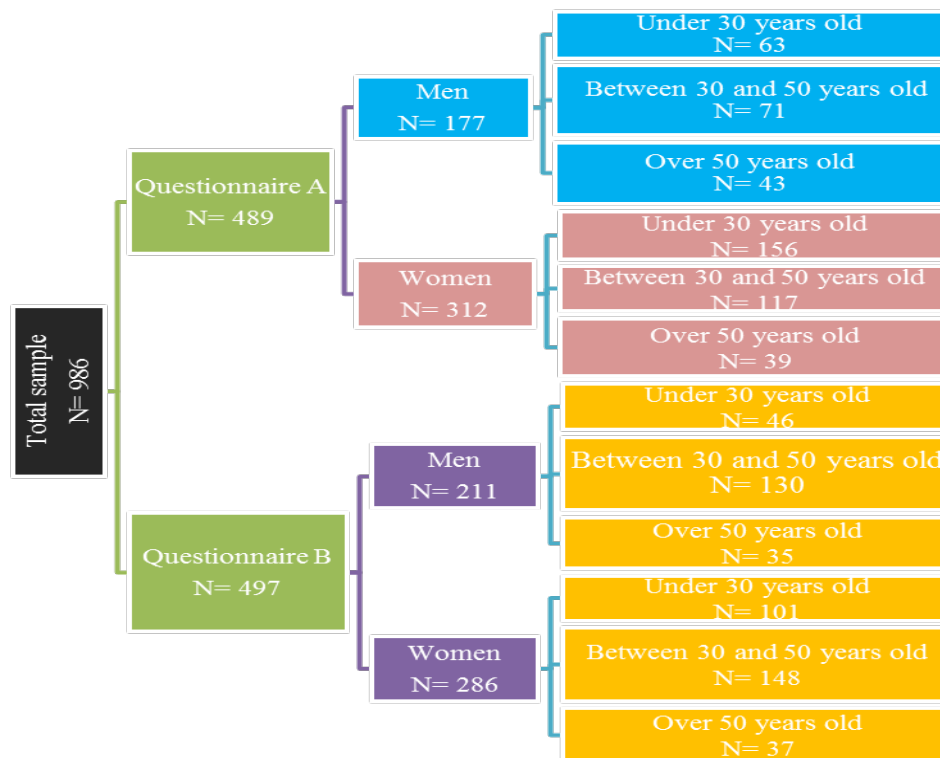 Total sample
N= 986
Questionnaire A
N= 489
Men
N= 177
Under 30 years old
N= 63
Between 30 and 50 years old
N= 71
Over 50 years old
N= 43
Women
N= 312
Under 30 years old
N= 156
Between 30 and 50 years old
N= 117
Over 50 years old
N= 39
Questionnaire B
N= 497
Men
N= 211
Under 30 years old
N= 46
Between 30 and 50 years old
N= 130
Over 50 years old
N= 35
Women
N= 286
Under 30 years old
N= 101
Between 30 and 50 years old
N= 148
Over 50 years old
N= 37